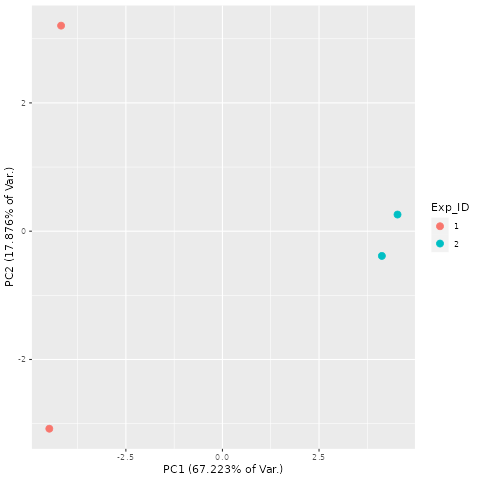 PC2 (17.876% of Var.)
2
0
-2
-2.5
0.0
2.5
PC1 (67.223% of Var.)
Exp_ID
1
2